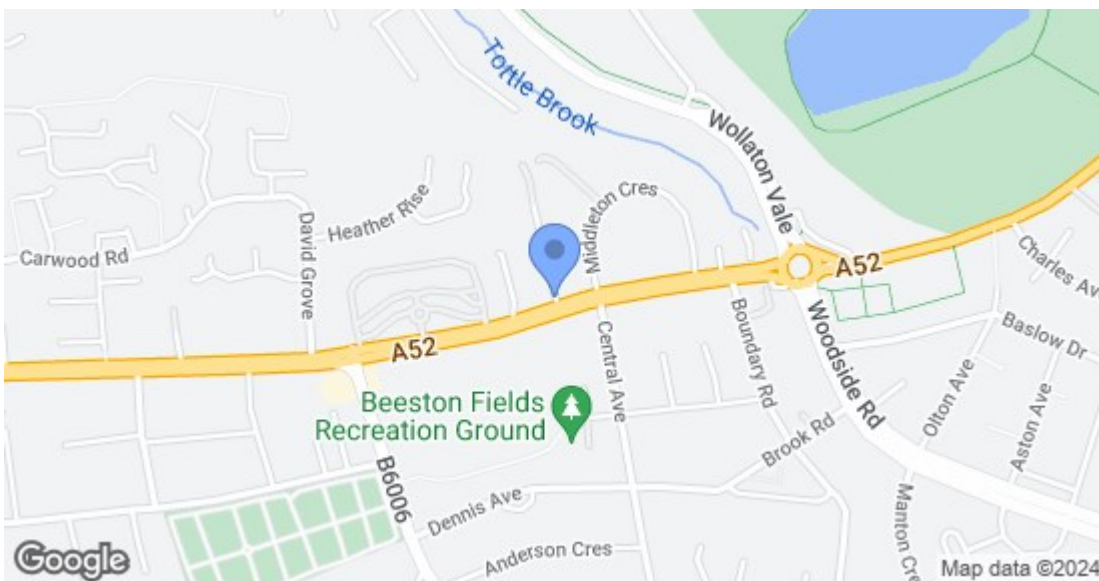 Tottle Brook
Wollaton Vale
Middleton Cres
Heather Rise
David Grove
Carwood Rd
A52
Charles Av
A52
Baslow Dr
Boundary Rd
Woodside Rd
Central Ave
Olton Ave
Aston Ave
Beeston Fields
Recreation Ground
Brook Rd
B6006
Dennis Ave
Manton Cre
Anderson Cres
Google
Map data ©2024